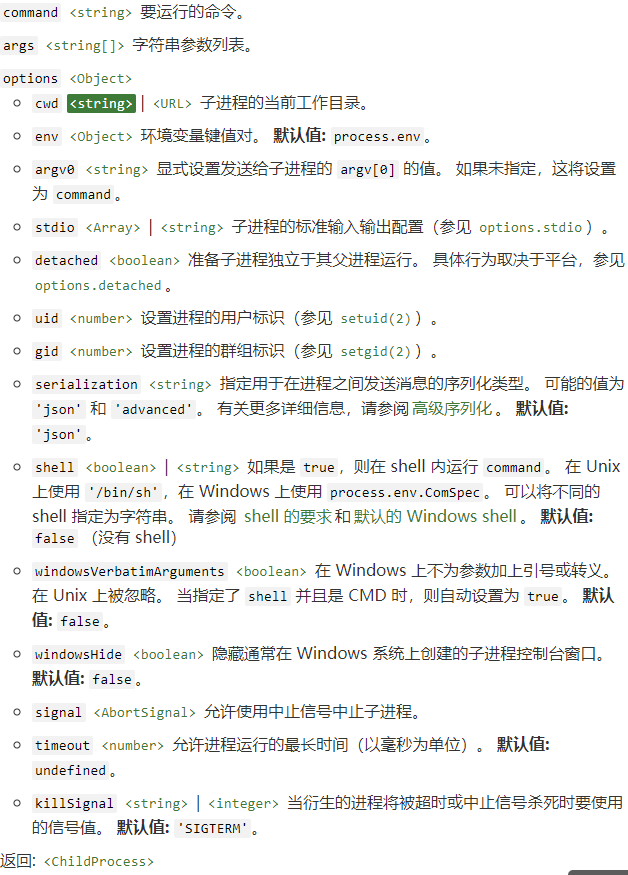 command <string> 要运行的命令。
args <string[]> 字符串参数列表。
options <Object>
cwd <string> | <URL> 子进程的当前工作目录。
env <Object> 环境变量键值对。 默认值: process.env。
argv0 <string> 显式设置发送给子进程的 argv[0] 的值。 如果未指定，这将设置
为 command。
stdio <Array> | <string> 子进程的标准输入输出配置（参见 options.stdio）。
detached <boolean> 准备子进程独立于其父进程运行。 具体行为取决于平台，参见
options.detached。
uid <number> 设置进程的用户标识（参见 setuid(2)）。
gid <number> 设置进程的群组标识（参见 setgid(2)）。
serialization <string> 指定用于在进程之间发送消息的序列化类型。 可能的值为
'json' 和 'advanced'。 有关更多详细信息，请参阅高级序列化。 默认值:
'json'。
shell <boolean> | <string> 如果是 true，则在 shell 内运行 command。 在 Unix
上使用 '/bin/sh'，在 Windows 上使用 process.env.ComSpec。 可以将不同的
shell 指定为字符串。 请参阅 shell 的要求和默认的 Windows shell。 默认值:
false （没有 shell）
windowsVerbatimArguments <boolean> 在 Windows 上不为参数加上引号或转义。
在 Unix 上被忽略。 当指定了 shell 并且是 CMD 时，则自动设置为 true。 默认
值: false。
windowsHide <boolean> 隐藏通常在 Windows 系统上创建的子进程控制台窗口。
默认值: false。
signal <AbortSignal> 允许使用中止信号中止子进程。
timeout <number> 允许进程运行的最长时间（以毫秒为单位）。 默认值:
undefined。
killSignal <string> | <integer> 当衍生的进程将被超时或中止信号杀死时要使用
的信号值。 默认值: 'SIGTERM'。
返回: <ChildProcess>